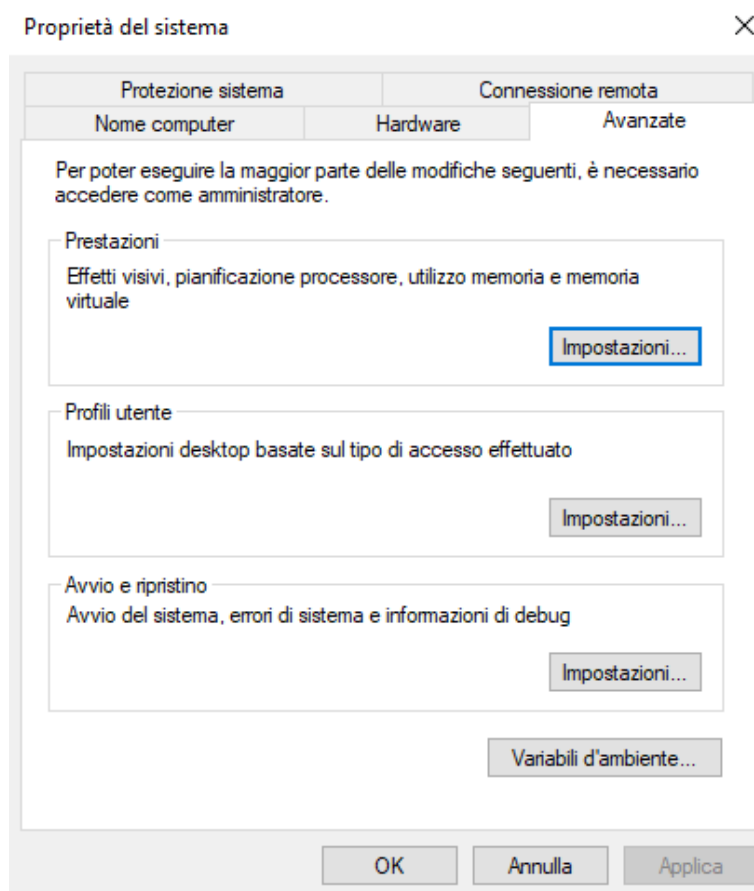 Proprietà del sistema
Protezione sistema
Connessione remota
Nome computer
Hardware
Avanzate
Per poter eseguire la maggior parte delle modifiche seguenti, è necessario
accedere come amministratore.
Prestazioni
Effetti visivi, pianificazione processore, utilizzo memoria e memoria
virtuale
Impostazioni...
Profili utente
Impostazioni desktop basate sul tipo di accesso effettuato
Impostazioni...
Avvio e ripristino
Avvio del sistema, errori di sistema e informazioni di debug
Impostazioni...
Variabili d'ambiente...
OK
Annulla
Applica